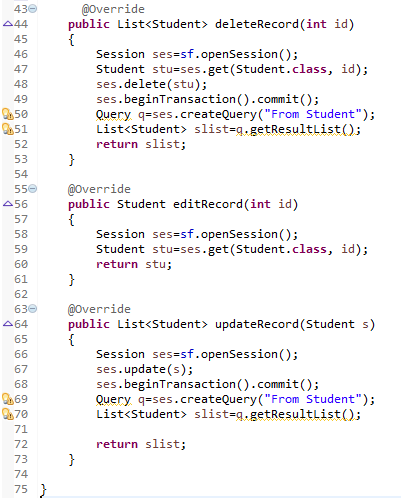 43 @Override
44 public List<Student> deleteRecord(int id)
45 {
46 Session ses=sf.openSession();
47 Student stu=ses.get(Student.class, id);
48 ses.delete(stu);
49 ses.beginTransaction().commit();
50 Query q=ses.createQuery("From Student");
51 List<Student> slist=q.getResultList();
52 return slist;
53 }
54
55 @Override
56 public Student editRecord(int id)
57 {
58 Session ses=sf.openSession();
59 Student stu=ses.get(Student.class, id);
60 return stu;
61 }
62
63 @Override
64 public List<Student> updateRecord(Student s)
65 {
66 Session ses=sf.openSession();
67 ses.update(s);
68 ses.beginTransaction().commit();
69 Query q=ses.createQuery("From Student");
70 List<Student> slist=q.getResultList();
71
72 return slist;
73 }
74
75 }